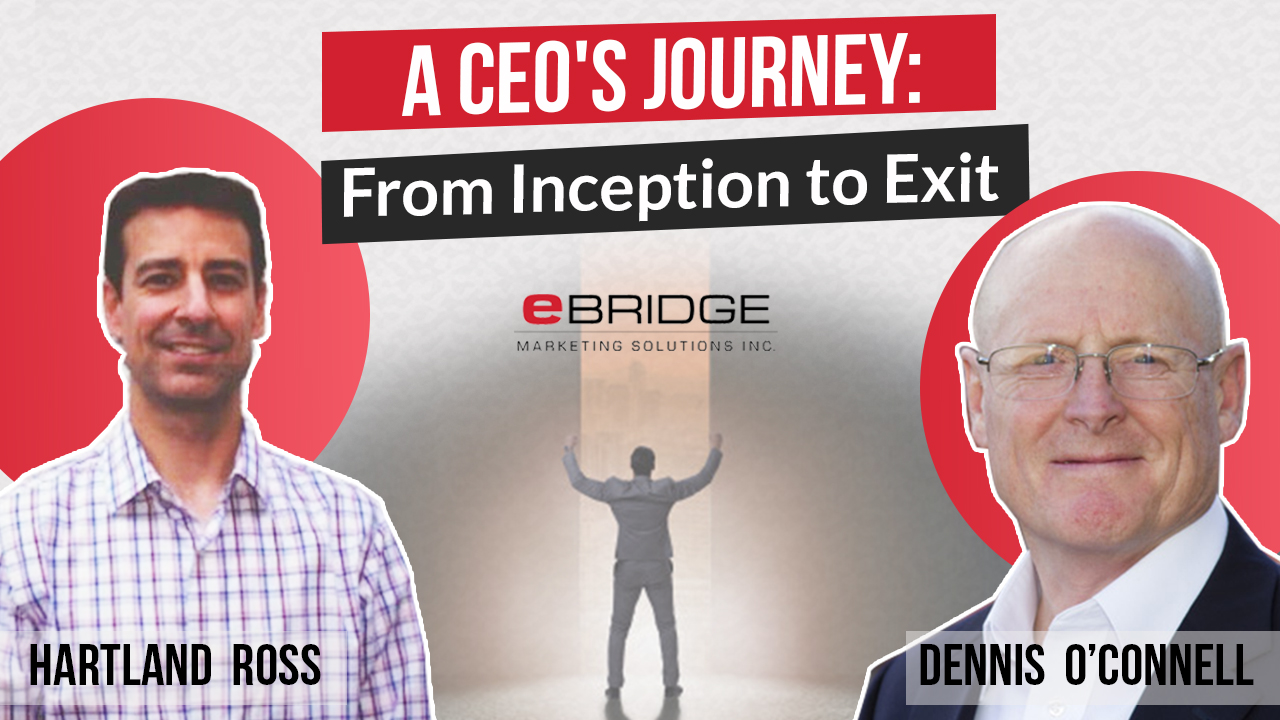 A CEO'S JOURNEY:
From Inception to Exit
eBRIDGE
MARKETING SOLUTIONS INC.
HARTLAND ROSS
DENNIS O’CONNELL